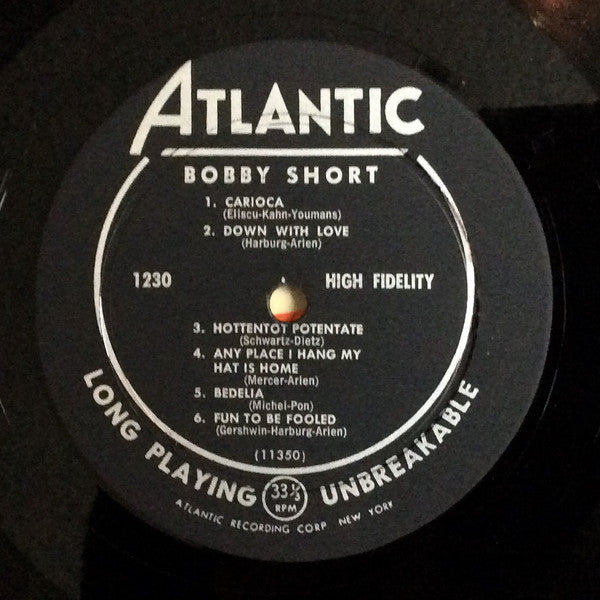 ATLANTIC
BOBBY SHORT
1. CARIOCA
(Eliscu-Kahn-Youmans)
2. DOWN WITH LOVE
(Harburg-Arlen)
1230 HIGH FIDELITY
3. HOTTENTOT POTENTATE
(Schwartz-Dietz)
4. ANY PLACE I HANG MY
HAT IS HOME
(Mercer-Arlen)
5. BEDELIA
(Michel-Pon)
6. FUN TO BE FOOLED
(Gershwin-Harburg-Arlen)
(11350)
LONG PLAYING 33⅓ RPM UNBREAKABLE
ATLANTIC RECORDING CORP NEW YORK